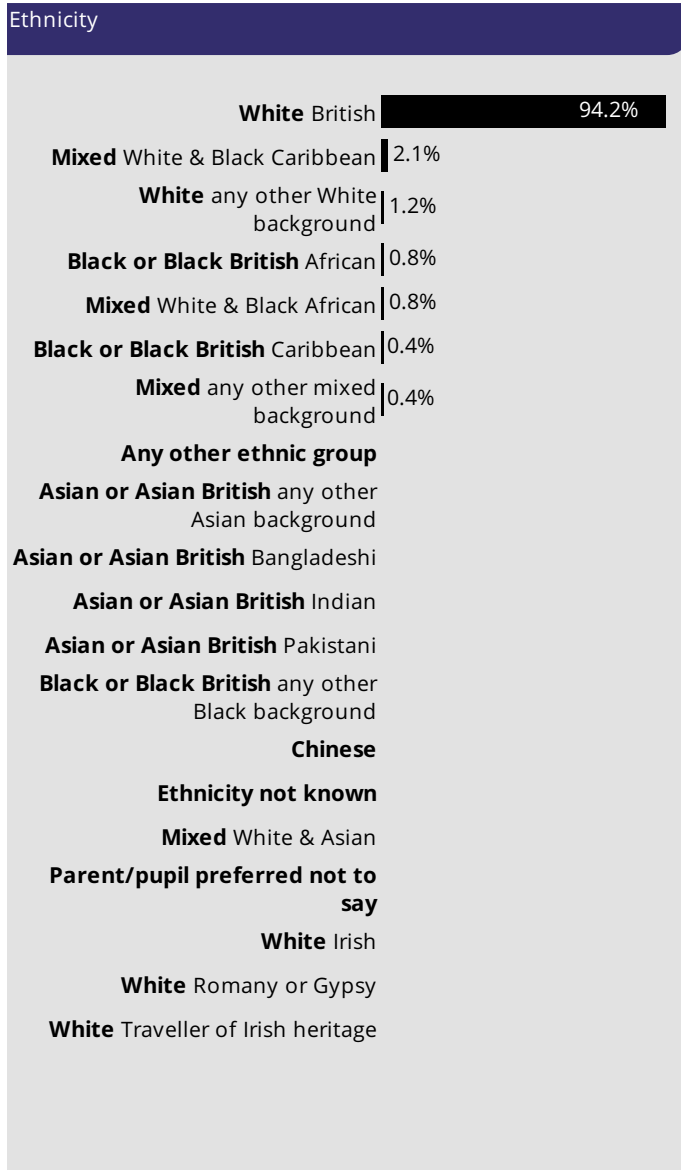 Ethnicity
White British 94.2%
Mixed White & Black Caribbean 2.1%
White any other White
background 1.2%
Black or Black British African 0.8%
Mixed White & Black African 0.8%
Black or Black British Caribbean 0.4%
Mixed any other mixed
background 0.4%
Any other ethnic group
Asian or Asian British any other
Asian background
Asian or Asian British Bangladeshi
Asian or Asian British Indian
Asian or Asian British Pakistani
Black or Black British any other
Black background
Chinese
Ethnicity not known
Mixed White & Asian
Parent/pupil preferred not to
say
White Irish
White Romany or Gypsy
White Traveller of Irish heritage